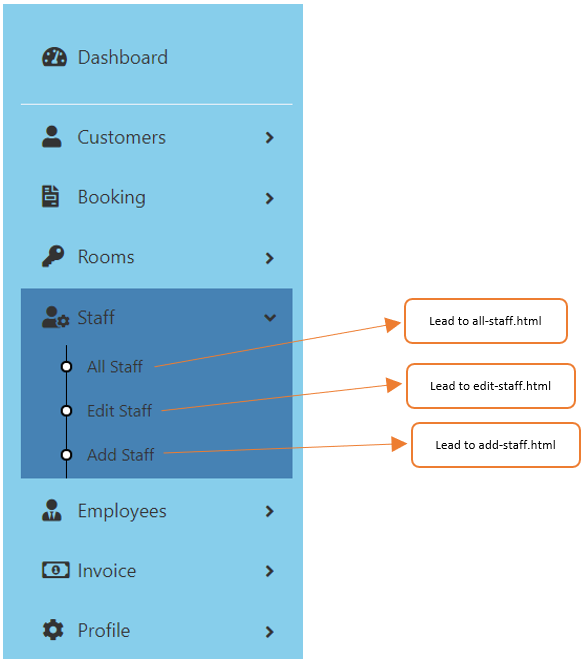 Dashboard
Customers
Booking
Rooms
Staff
All Staff
Edit Staff
Add Staff
Employees
Invoice
Profile
Lead to all-staff.html
Lead to edit-staff.html
Lead to add-staff.html